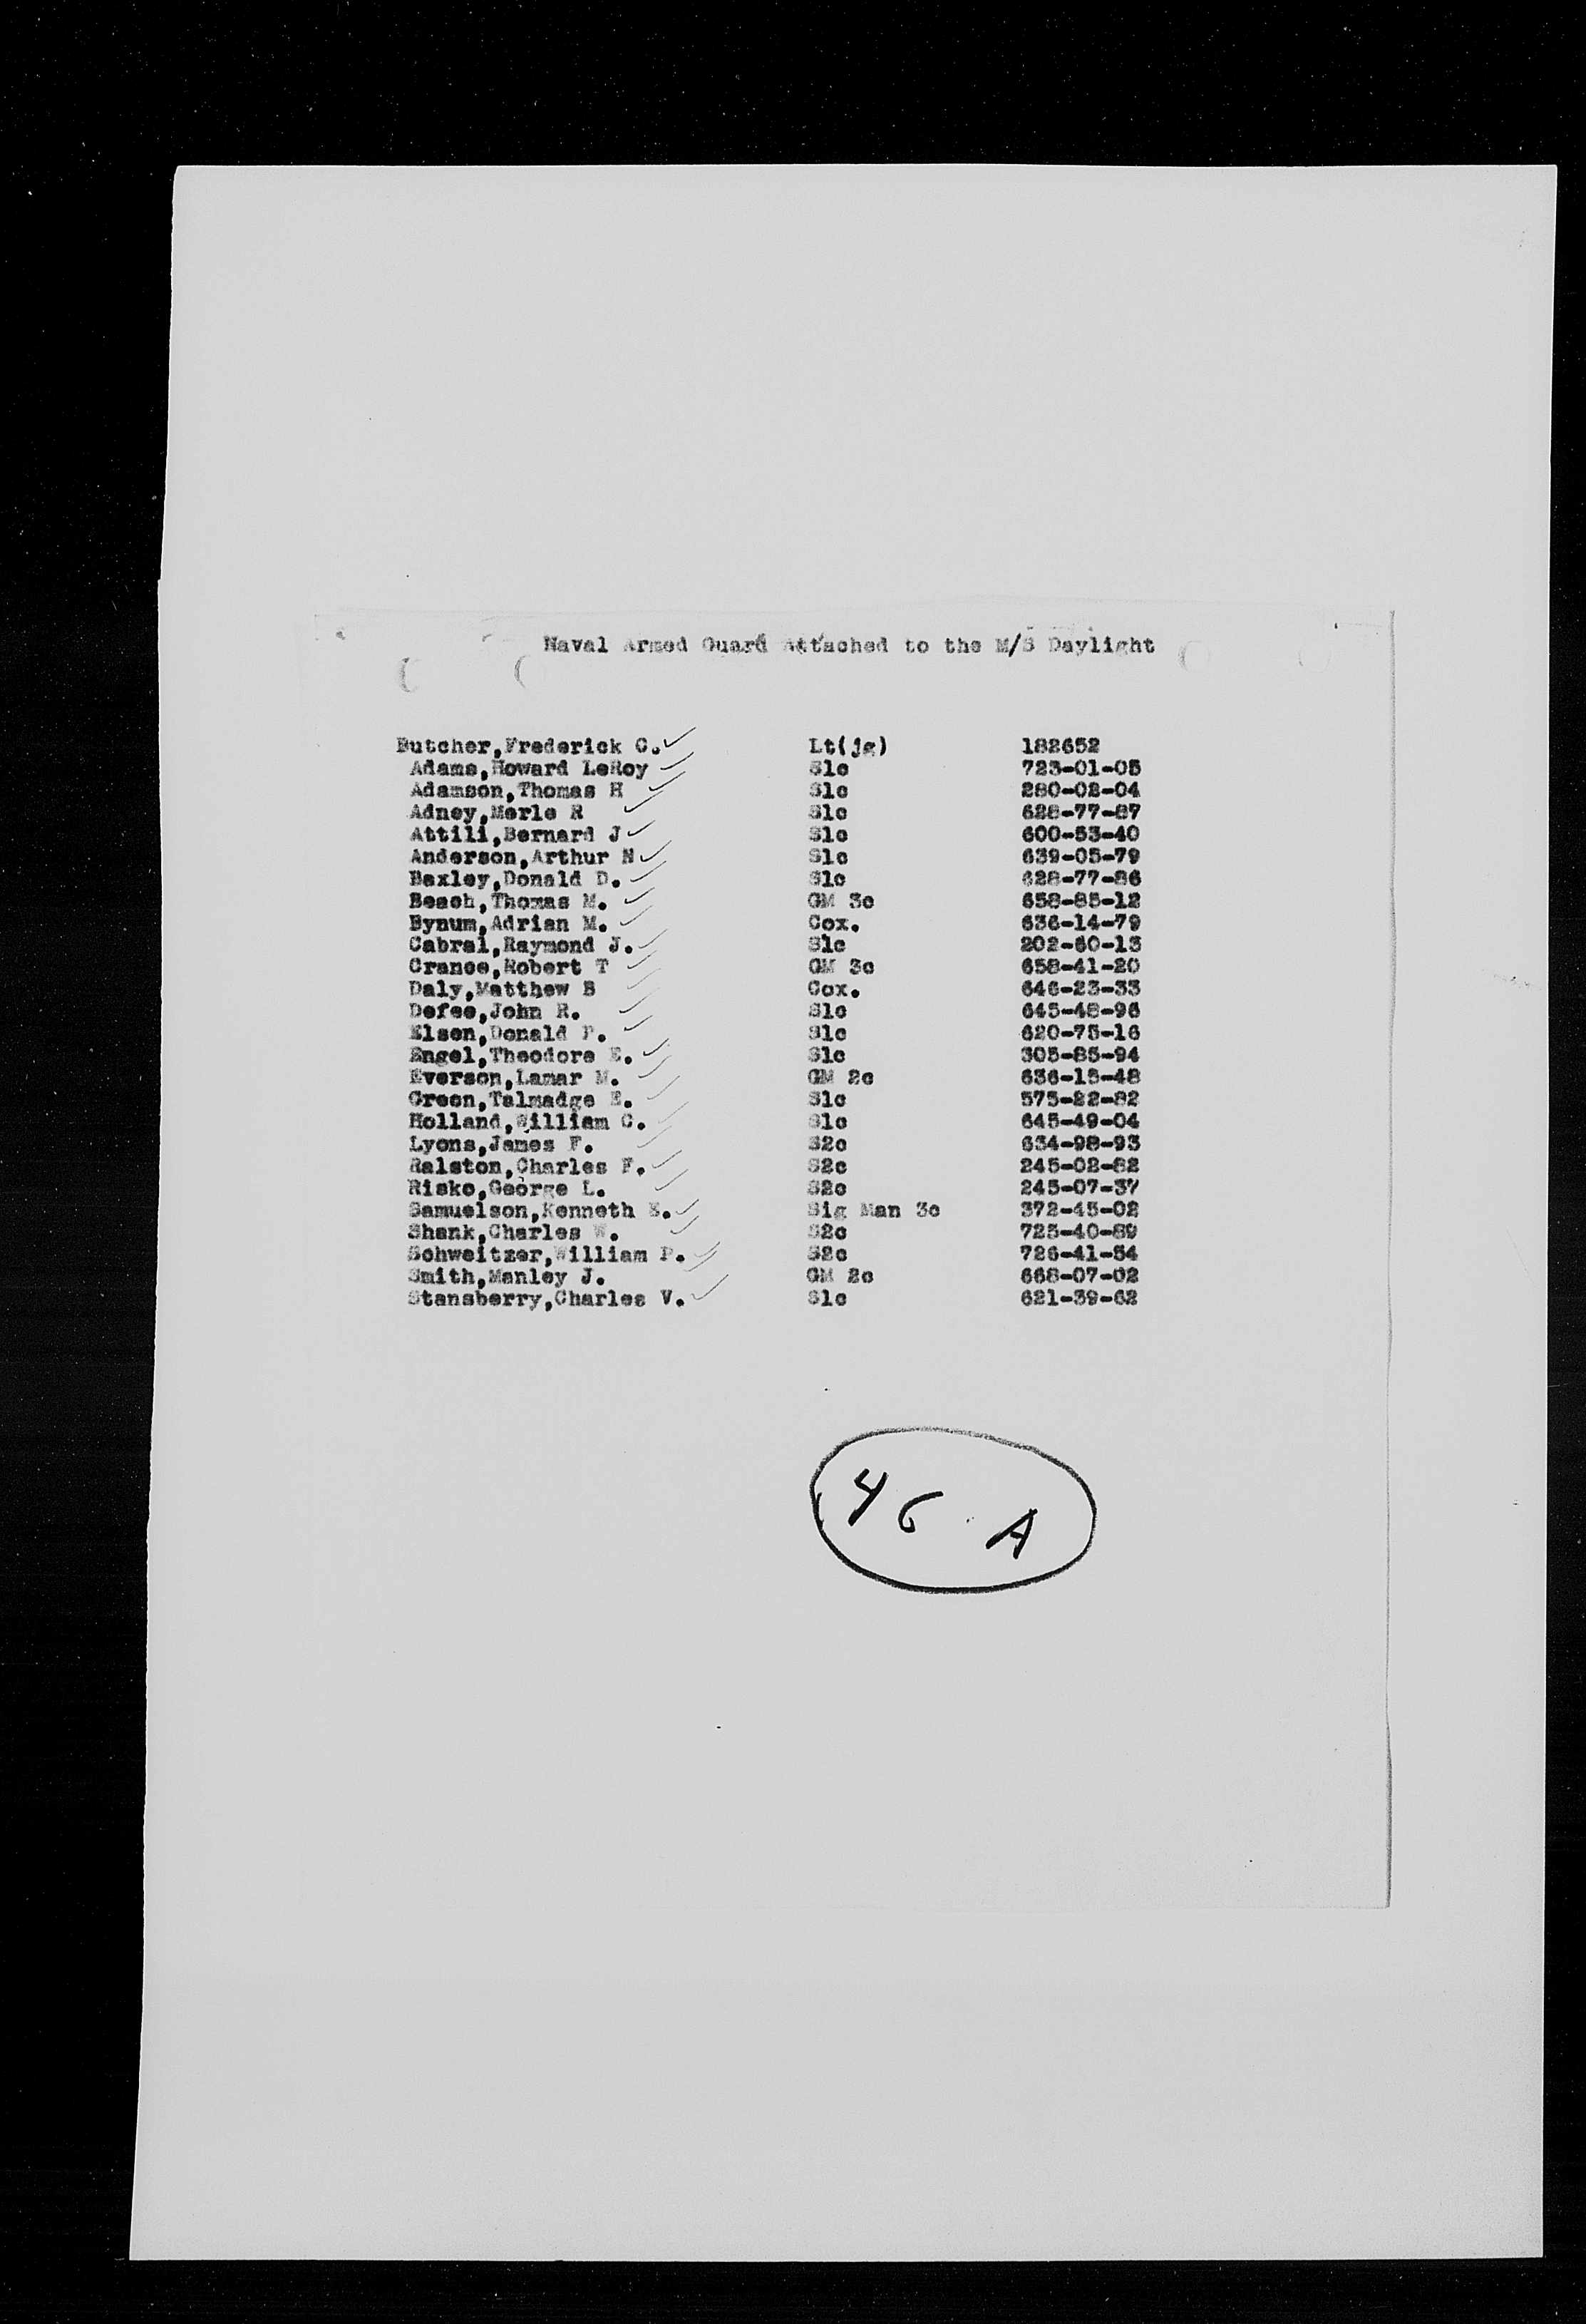 Naval Armed Guard Attached to the M/S Daylight
Butcher,Frederick C. Lt(jg) 182652
Adams,Howard LeRoy S1c 723-01-05
Adamson,Thomas H S1c 280-02-04
Adney,Merle R S1c 628-77-87
Attili,Bernard J S1c 600-53-40
Anderson,Arthur N S1c 639-05-79
Baxley,Donald D. S1c 628-77-86
Beach,Thomas M. GM 3c 658-85-12
Bynum,Adrian M. Cox. 636-14-79
Cabral,Raymond J. S1c 202-60-13
Crance,Robert T GM 3c 658-41-20
Daly,Matthew B Cox. 646-23-33
Defee,John R. S1c 645-48-96
Elsen,Donald P. S1c 620-75-16
Engel,Theodore E. S1c 305-85-94
Everson,Lamar M. GM 2c 636-15-48
Green,Talmadge E. S1c 575-22-82
Holland,William C. S1c 645-49-04
Lyons,James F. S2c 634-98-93
Ralston,Charles F. S2c 245-02-82
Risko,George L. S2c 245-07-37
Samuelson,Kenneth E. Sig Man 3c 372-45-02
Shenk,Charles W. S2c 725-40-89
Schweitzer,William P. S2c 726-41-54
Smith,Manley J. GM 2c 668-07-02
Stansberry,Charles V. S1c 621-39-62
46 A